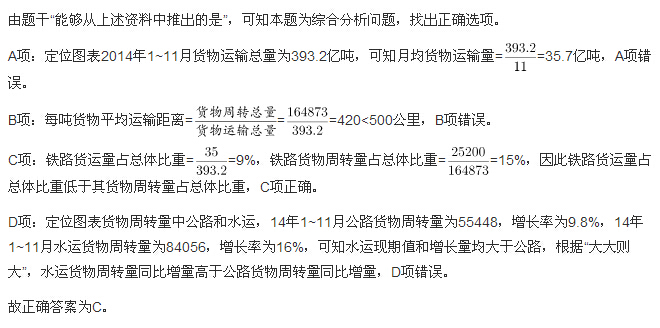 由题干“能够从上述资料中推出的是”，可知本题为综合分析问题，找出正确选项。
A项：定位图表2014年1~11月货物运输总量为393.2亿吨，可知月均货物运输量=393.2/11=35.7亿吨，A项错
误。
B项：每吨货物平均运输距离=货物周转总量/货物运输总量=164873/393.2=420<500公里，B项错误。
C项：铁路货运量占总体比重=35/393.2=9%，铁路货物周转量占总体比重=25200/164873=15%，因此铁路货运量占
总体比重低于其货物周转量占总体比重，C项正确。
D项：定位图表货物周转量中公路和水运，14年1~11月公路货物周转量为55448，增长率为9.8%，14年
1~11月水运货物周转量为84056，增长率为16%，可知水运现期值和增长量均大于公路，根据“大大则
大”，水运货物周转量同比增量高于公路货物周转量同比增量，D项错误。
故正确答案为C。